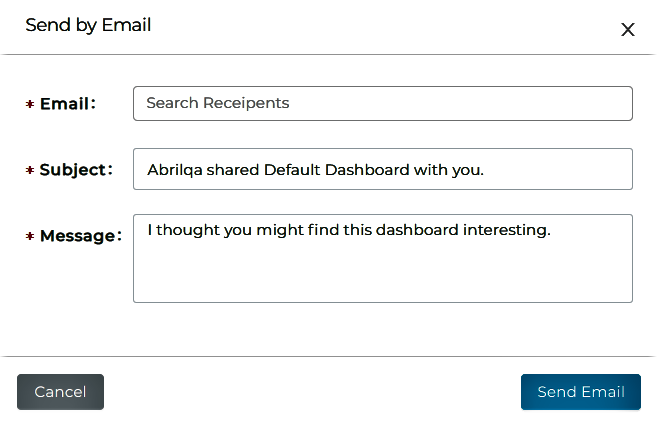 Send by Email
X
* Email:
Search Receipents
* Subject:
Abrilqa shared Default Dashboard with you.
* Message:
I thought you might find this dashboard interesting.
Cancel
Send Email